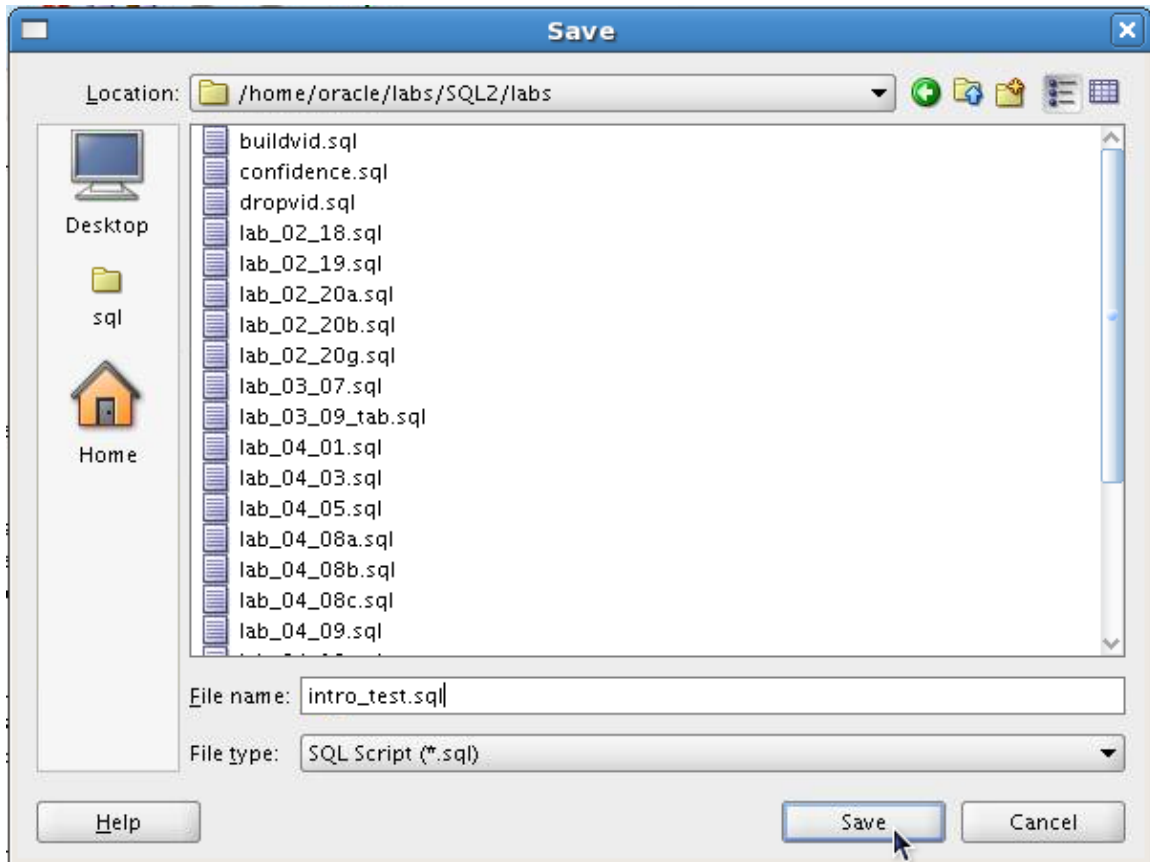 Save
Location: /home/oracle/labs/SQL2/labs
Desktop
sql
Home
buildvid.sql
confidence.sql
dropvid.sql
lab_02_18.sql
lab_02_19.sql
lab_02_20a.sql
lab_02_20b.sql
lab_02_20g.sql
lab_03_07.sql
lab_03_09_tab.sql
lab_04_01.sql
lab_04_03.sql
lab_04_05.sql
lab_04_08a.sql
lab_04_08b.sql
lab_04_08c.sql
lab_04_09.sql
File name: intro_test.sql
File type: SQL Script (*.sql)
Help Save Cancel